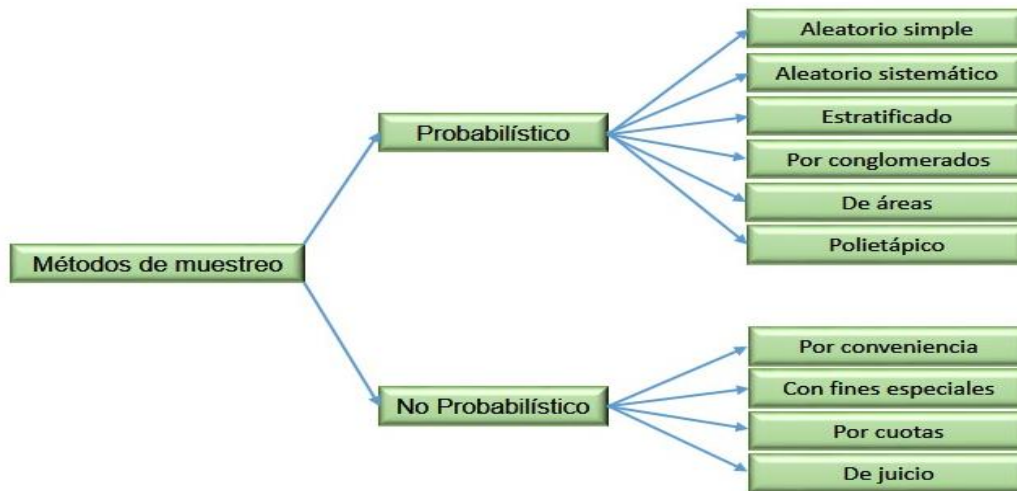 Métodos de muestreo
Probabilístico
Aleatorio simple
Aleatorio sistemático
Estratificado
Por conglomerados
De áreas
Polietápico
No Probabilístico
Por conveniencia
Con fines especiales
Por cuotas
De juicio